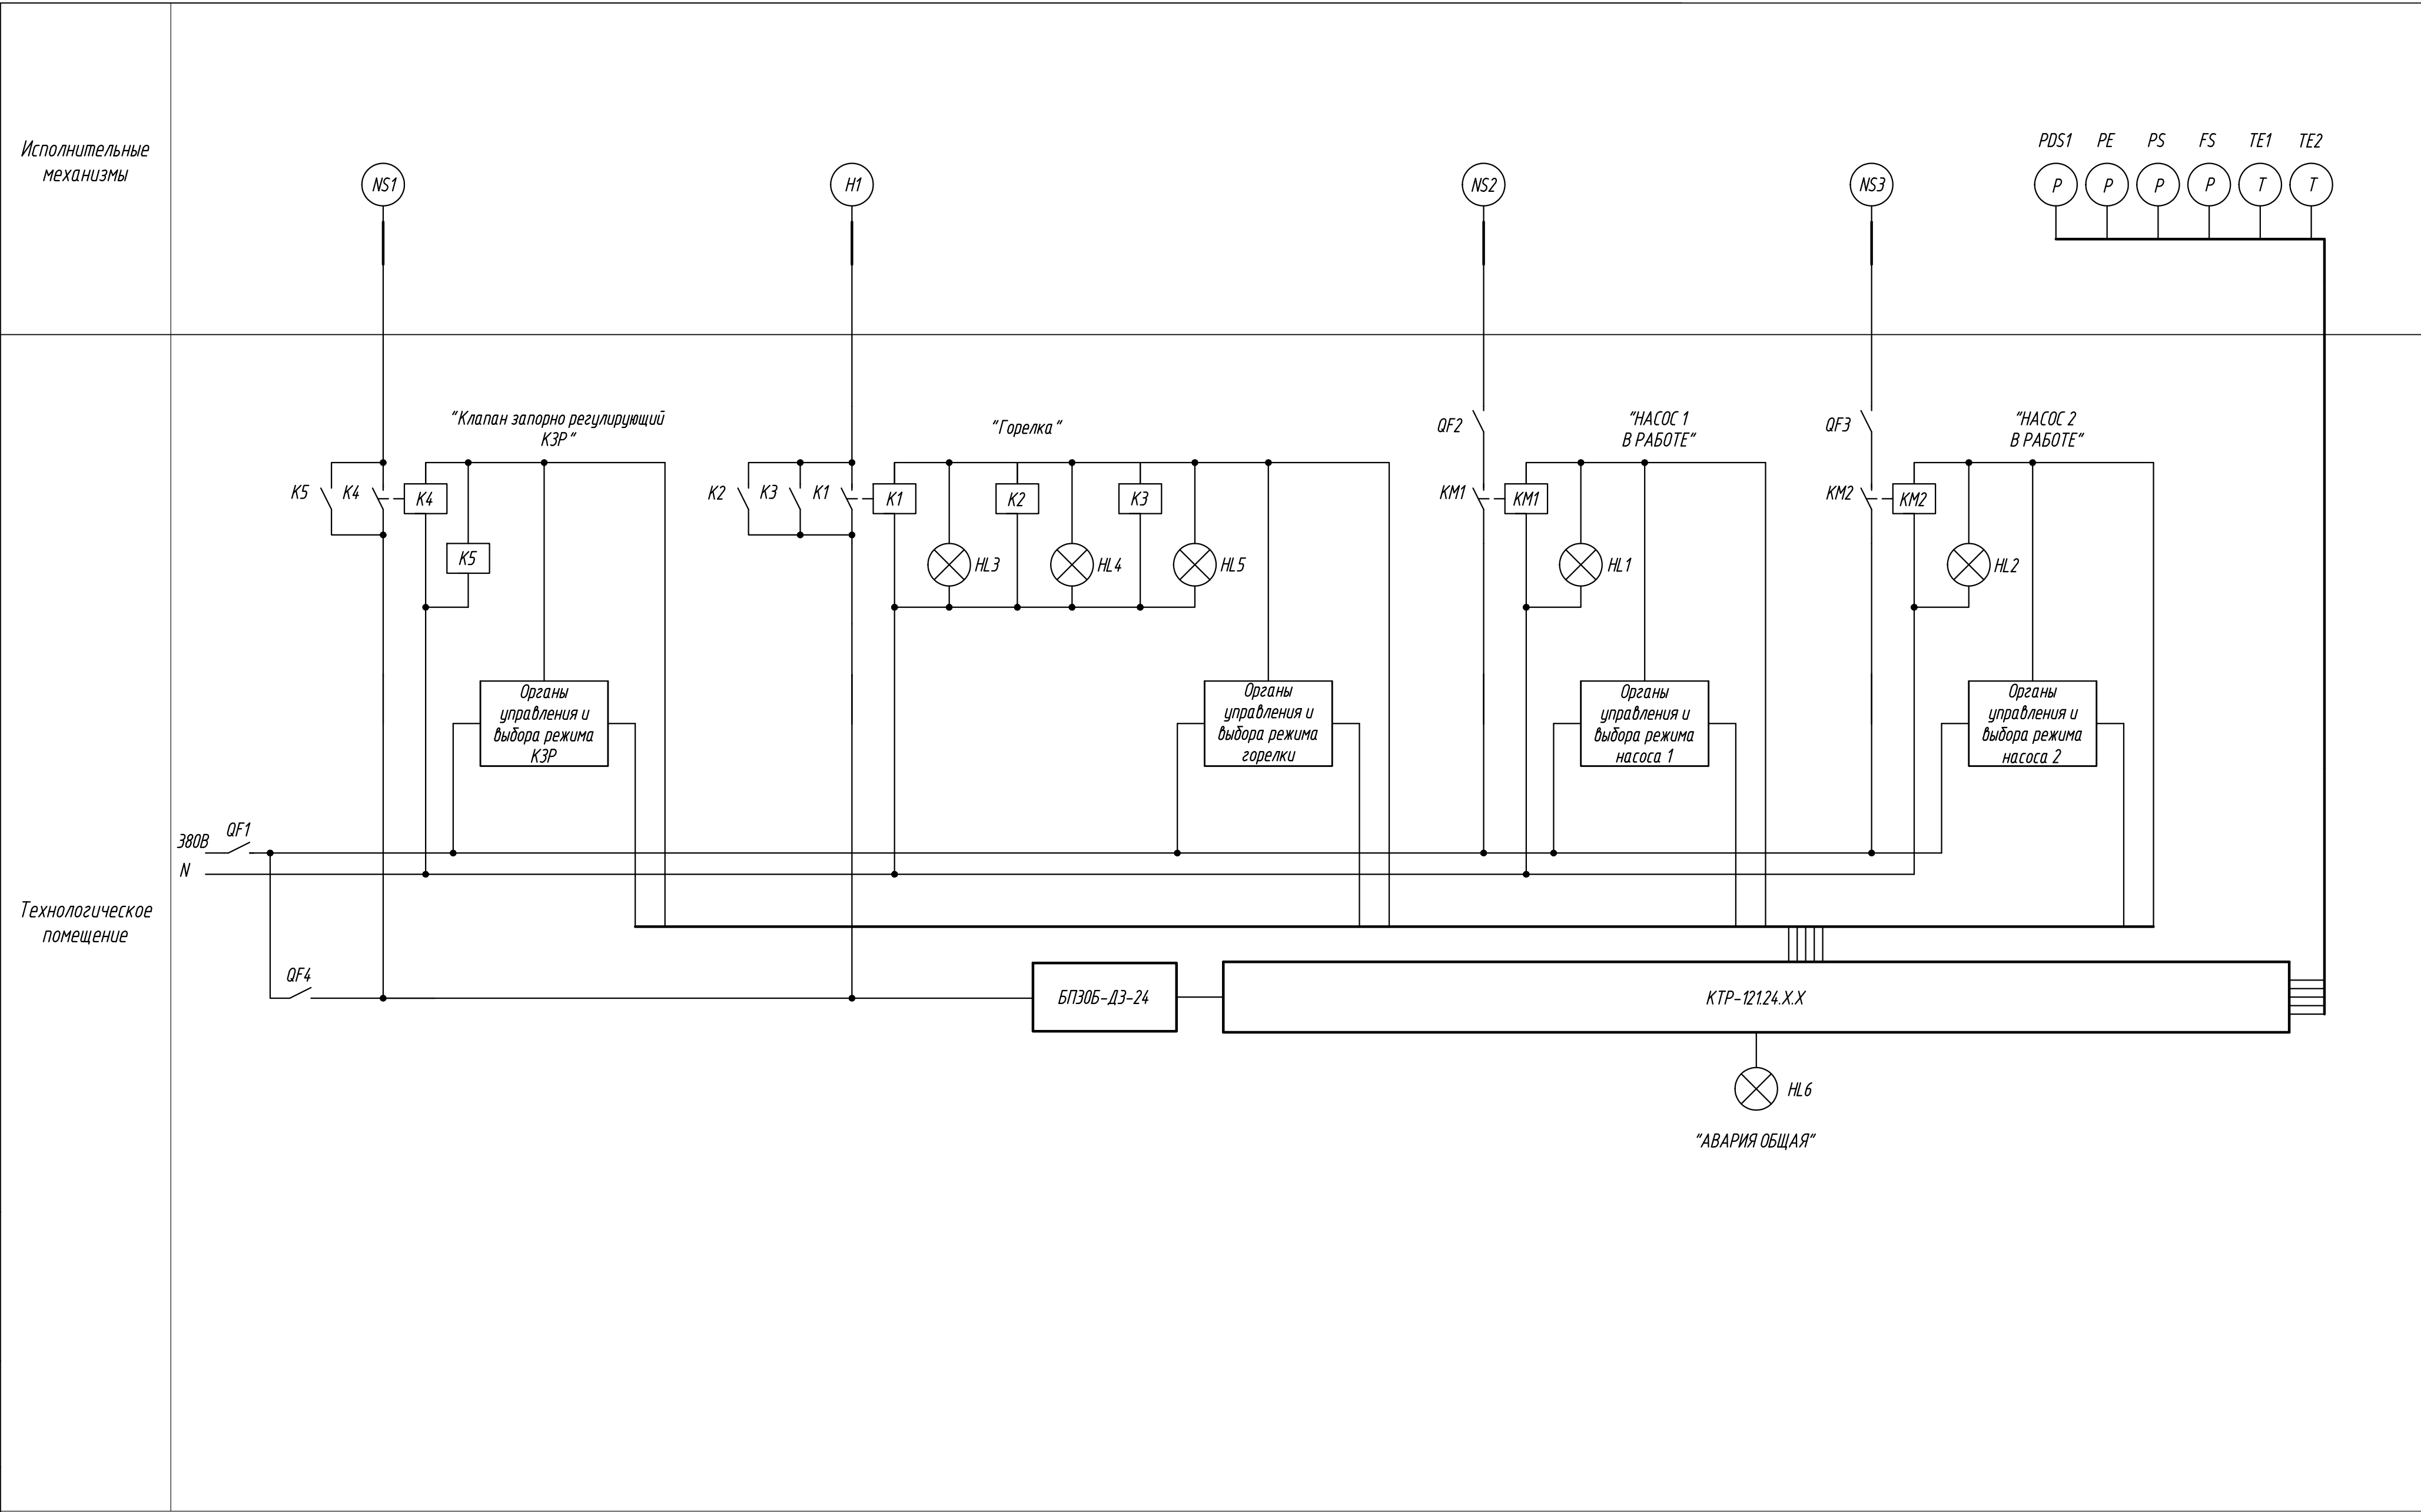 Исполнительные
механизмы
NS1
H1
NS2
NS3
PDS1 PE PS FS TE1 TE2
P P P P T T
"Клапан запорно регулирующий
КЗР"
"Горелка"
QF2
"НАСОС 1
В РАБОТЕ"
QF3
"НАСОС 2
В РАБОТЕ"
K5 K4 K4
K2 K3 K1 K1 K2 K3
KM1 KM1
KM2 KM2
K5
HL3 HL4 HL5
HL1
HL2
Органы
управления и
выбора режима
КЗР
Органы
управления и
выбора режима
горелки
Органы
управления и
выбора режима
насоса 1
Органы
управления и
выбора режима
насоса 2
380В QF1
N
Технологическое
помещение
QF4
БП30Б-Д3-24
КТР-121.24.Х.Х
HL6
"АВАРИЯ ОБЩАЯ"